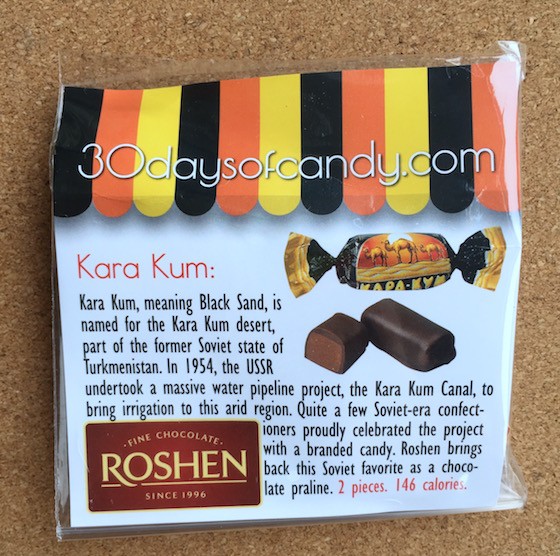 30daysofcandy.com
Kara Kum:
КАРА-КУМ
Kara Kum, meaning Black Sand, is
named for the Kara Kum desert,
part of the former Soviet state of
Turkmenistan. In 1954, the USSR
undertook a massive water pipeline project, the Kara Kum Canal, to
bring irrigation to this arid region. Quite a few Soviet-era confect-
ioners proudly celebrated the project
with a branded candy. Roshen brings
back this Soviet favorite as a choco-
late praline. 2 pieces. 146 calories.
·FINE CHOCOLATE·
ROSHEN
SINCE 1996